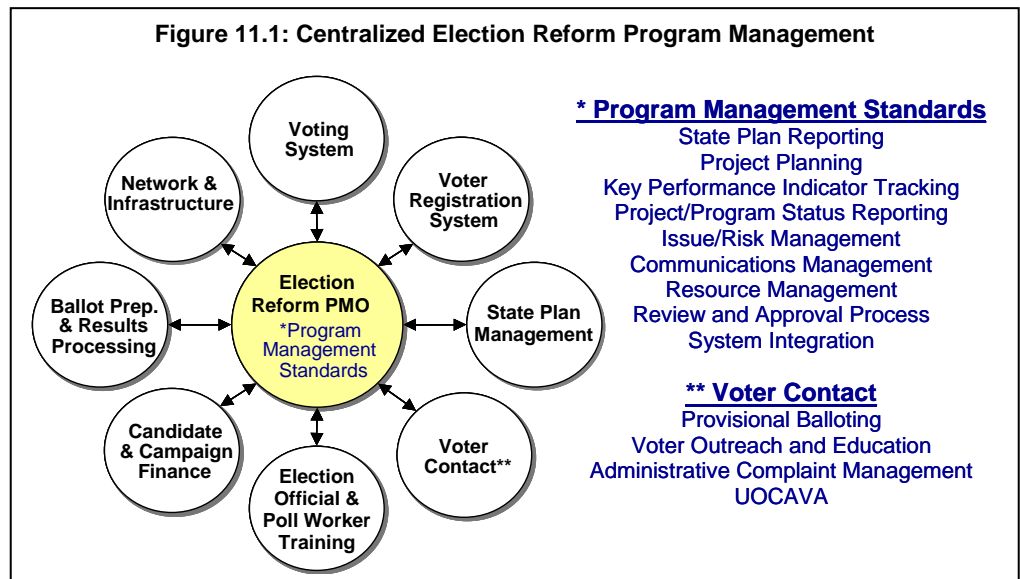 Figure 11.1: Centralized Election Reform Program Management
Voting
System
Voter
Registration
System
State Plan
Management
Voter
Contact**
Election
Official &
Poll Worker
Training
Candidate
& Campaign
Finance
Ballot Prep.
& Results
Processing
Network &
Infrastructure
Election
Reform PMO
*Program
Management
Standards
* Program Management Standards
State Plan Reporting
Project Planning
Key Performance Indicator Tracking
Project/Program Status Reporting
Issue/Risk Management
Communications Management
Resource Management
Review and Approval Process
System Integration
** Voter Contact
Provisional Balloting
Voter Outreach and Education
Administrative Complaint Management
UOCAVA